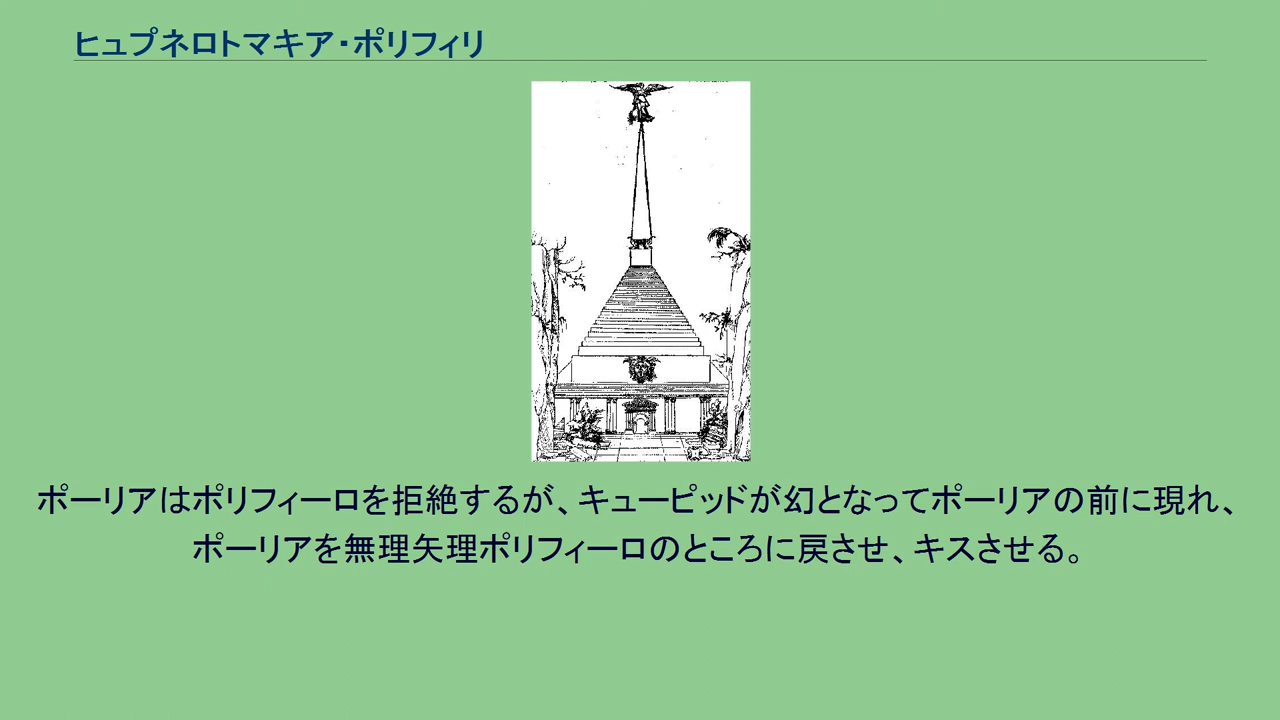 ヒュプネロトマキア・ポリフィリ
ポーリアはポリフィーロを拒絶するが、キューピッドが幻となってポーリアの前に現れ、
ポーリアを無理矢理ポリフィーロのところに戻させ、キスさせる。